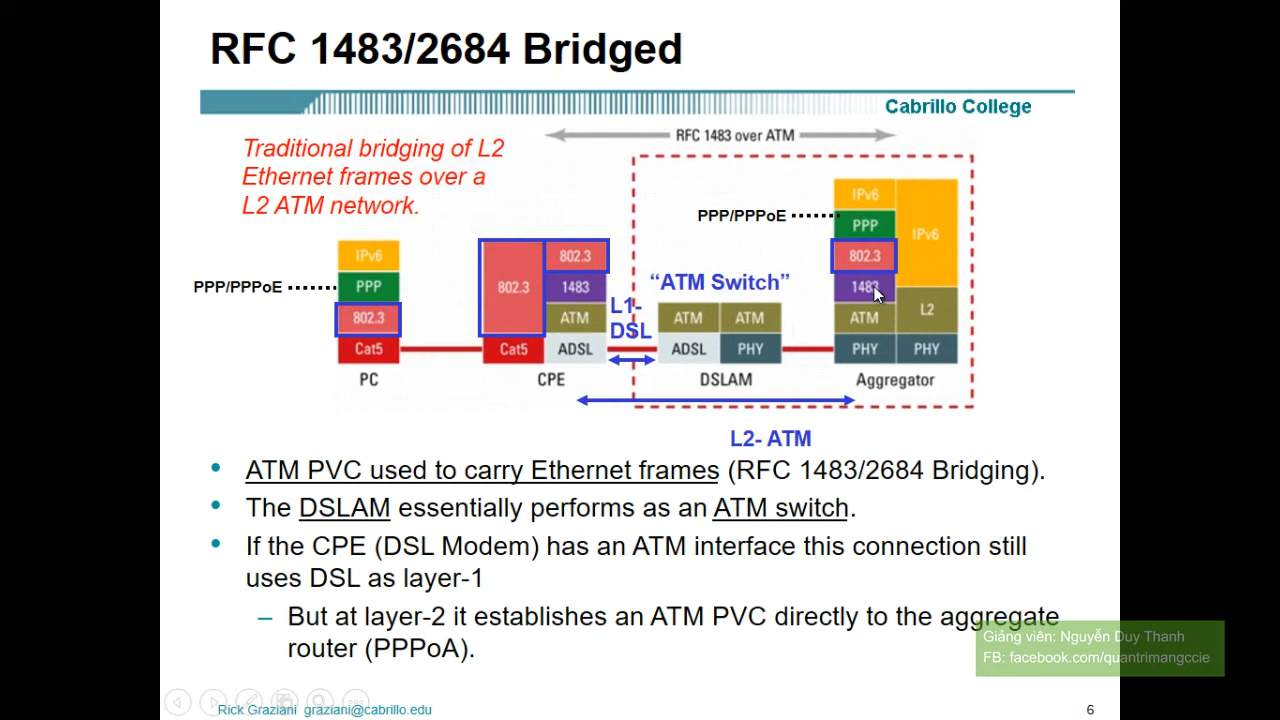 RFC 1483/2684 Bridged
Cabrillo College
Traditional bridging of L2
Ethernet frames over a
L2 ATM network.
RFC 1483 over ATM
PPP/PPPoE
IPv6
PPP
802.3
Cat5
PC
802.3
Cat5
802.3
1483
ATM
ADSL
CPE
L1-
DSL
"ATM Switch"
ATM
ATM
ADSL
PHY
DSLAM
PPP/PPPoE
IPv6
PPP
802.3
1483
ATM
PHY
IPv6
L2
PHY
Aggregator
L2- ATM
• ATM PVC used to carry Ethernet frames (RFC 1483/2684 Bridging).
• The DSLAM essentially performs as an ATM switch.
• If the CPE (DSL Modem) has an ATM interface this connection still
uses DSL as layer-1
– But at layer-2 it establishes an ATM PVC directly to the aggregate
router (PPPoA).
Giảng viên: Nguyễn Duy Thanh
FB: facebook.com/quantrimangccie
Rick Graziani graziani@cabrillo.edu
6